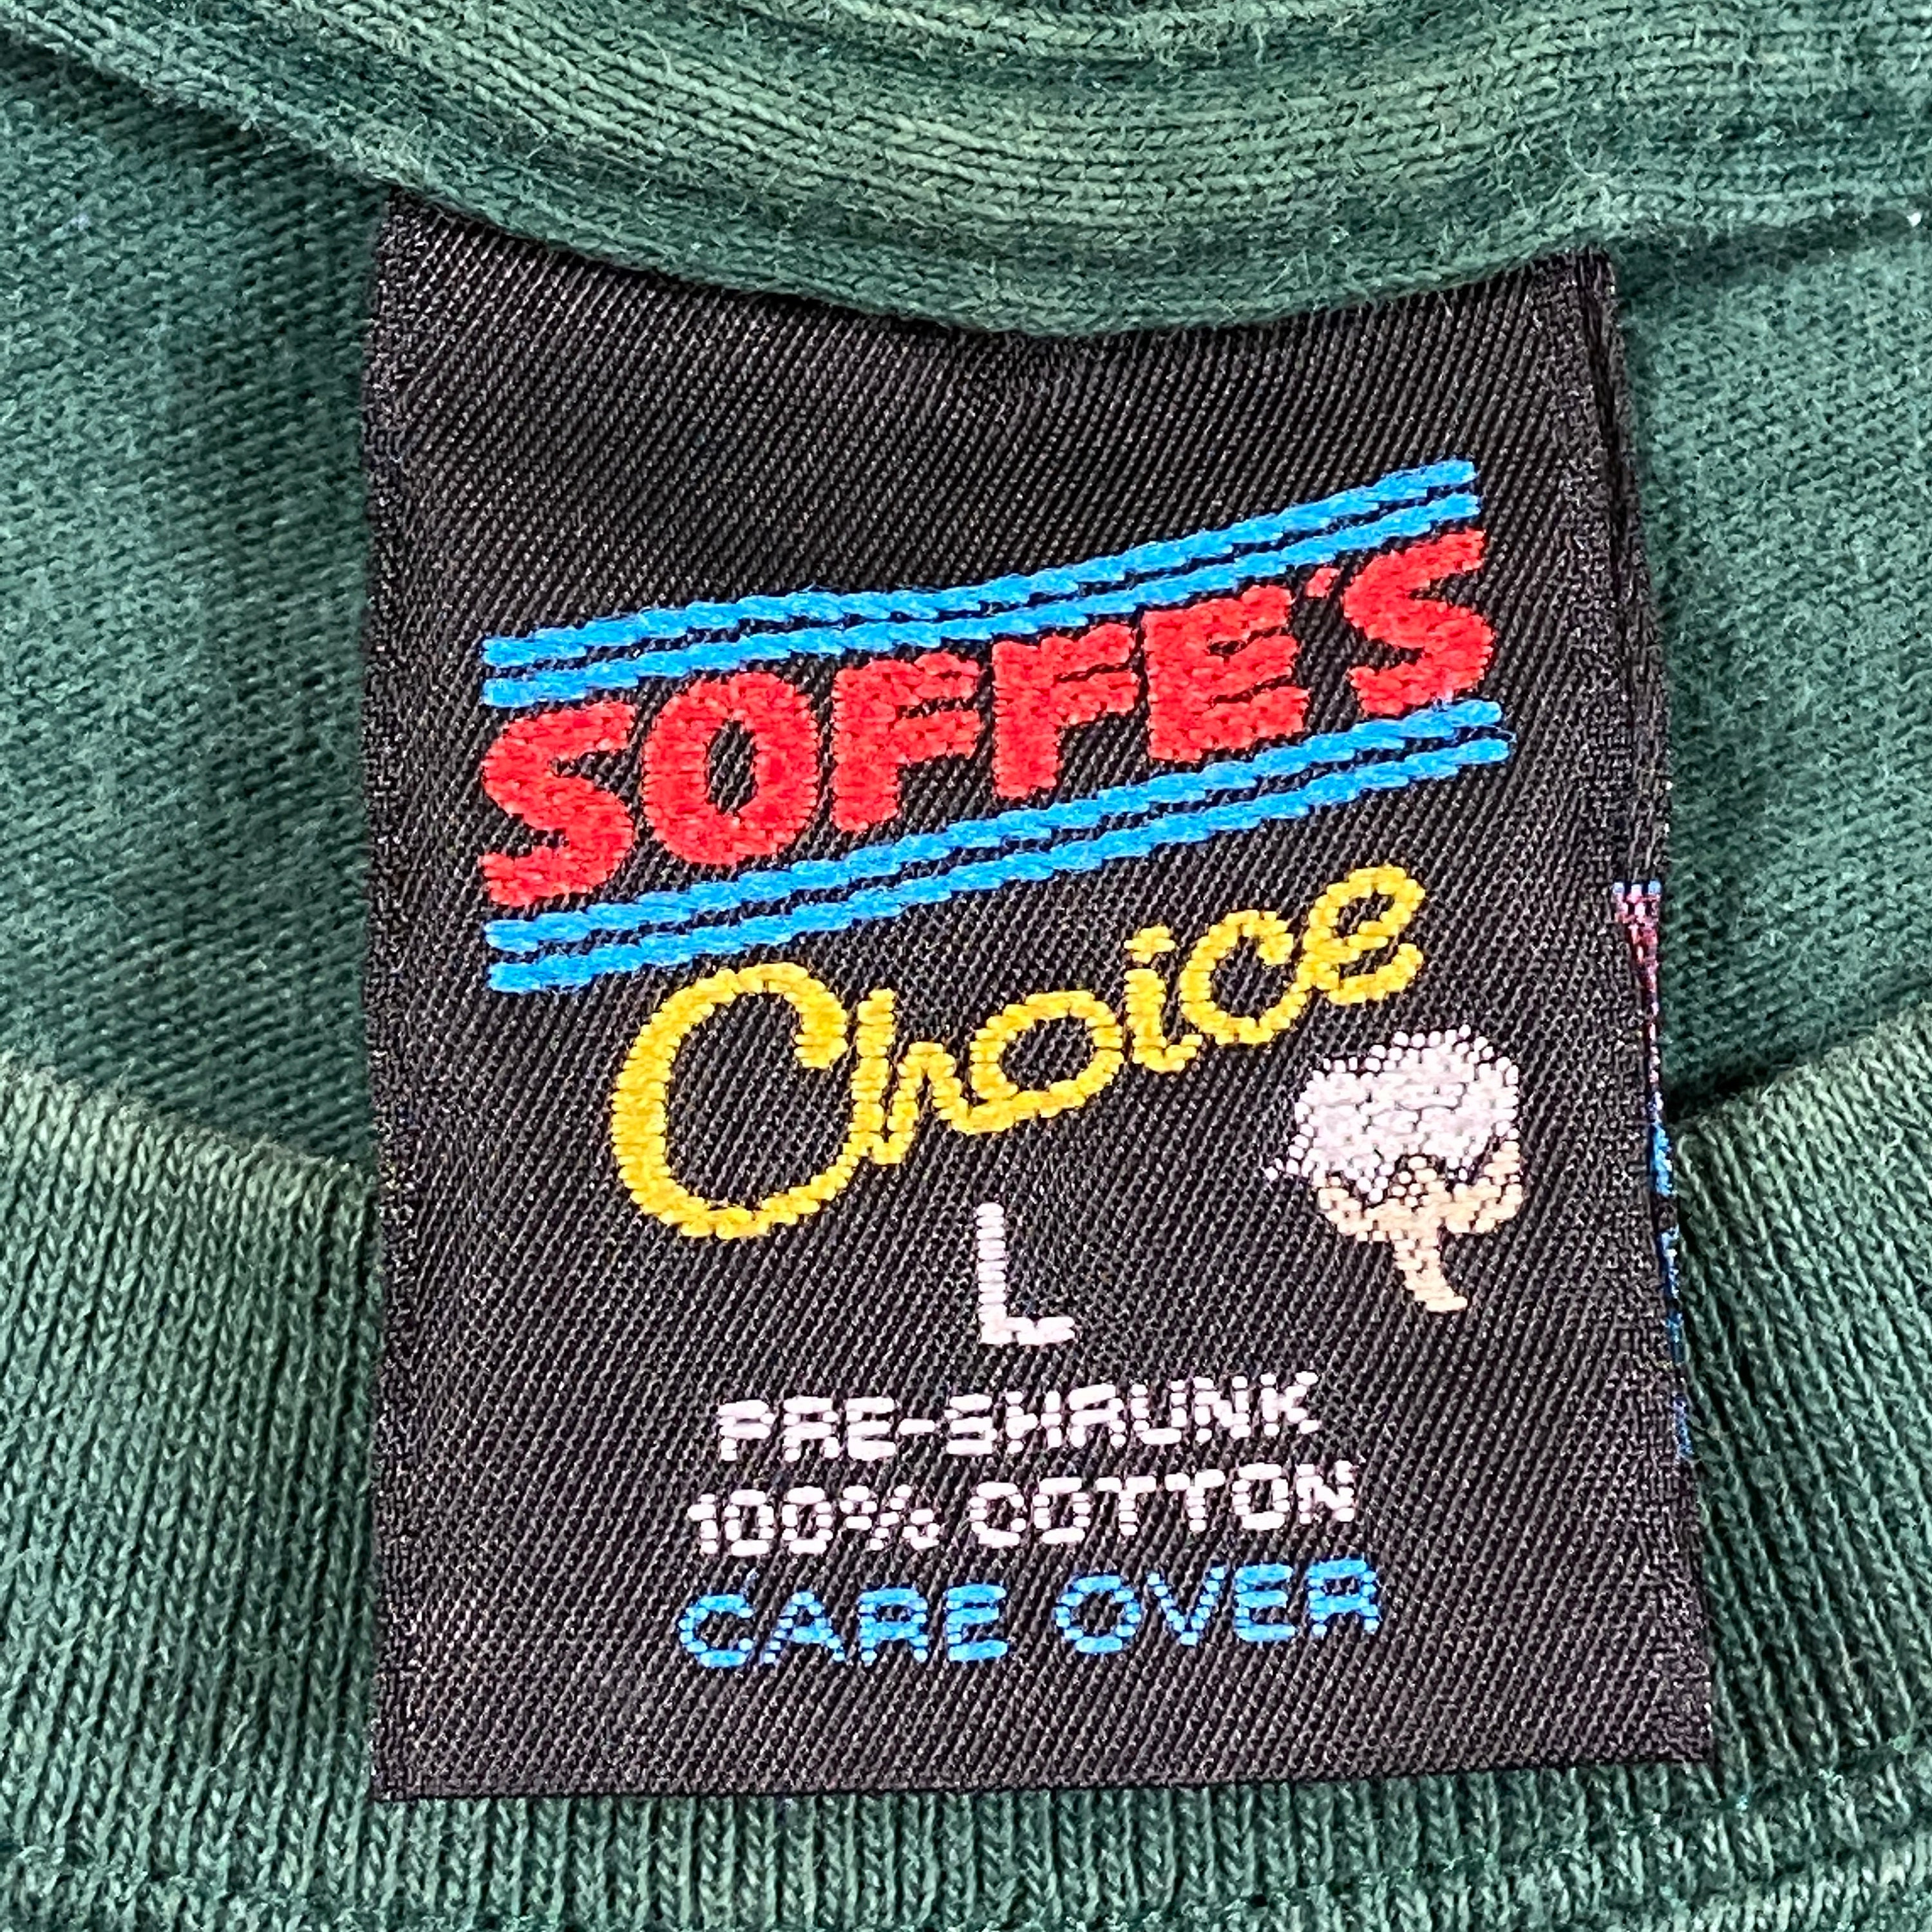 SOFFE'S
Choice
L
PRE-SHRUNK
100% COTTON
CARE OVER